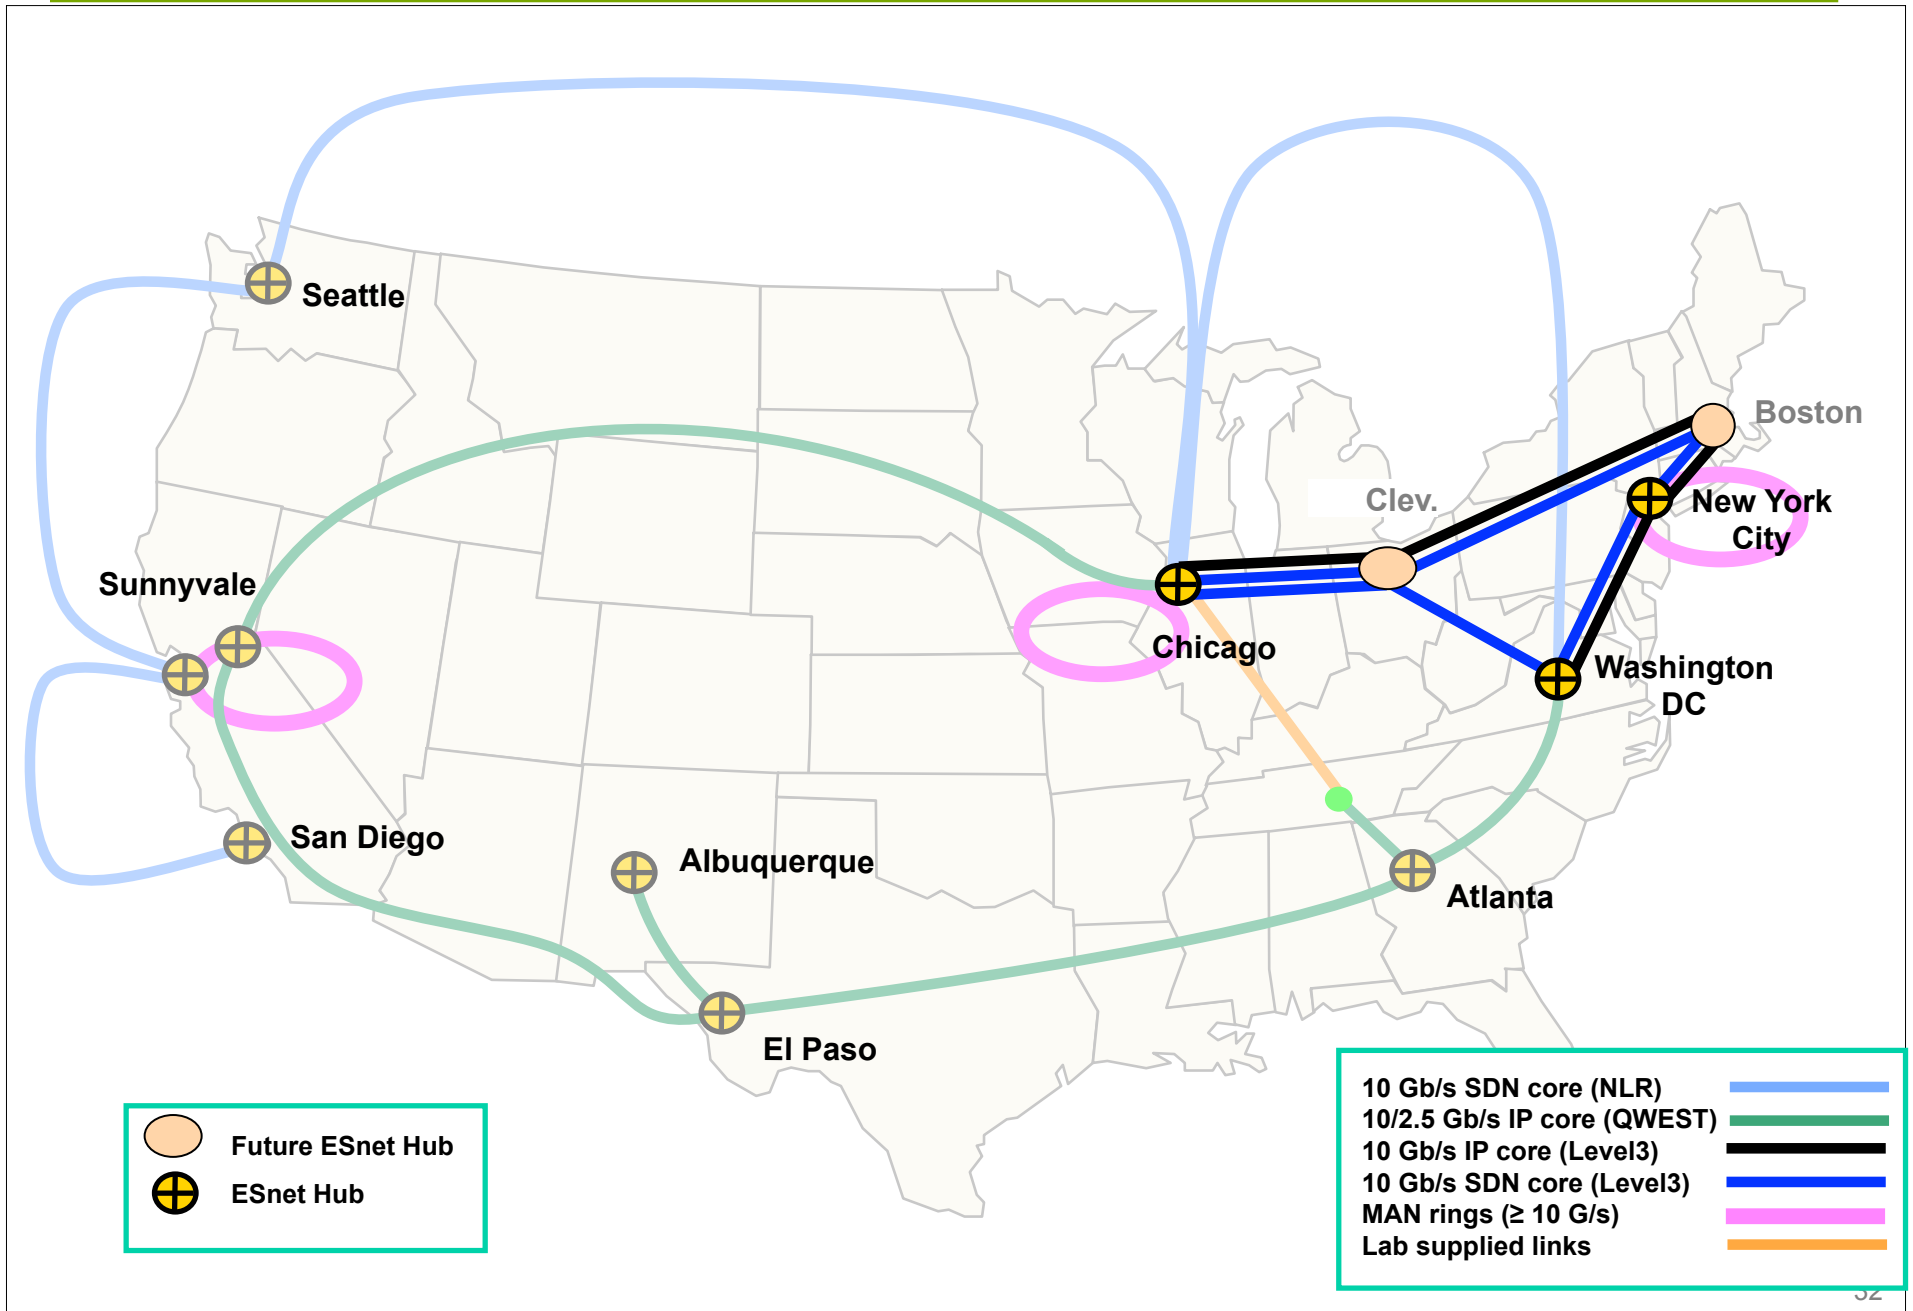 Seattle
Boston
Clev.
New York
City
Sunnyvale
Chicago
Washington
DC
San Diego
Albuquerque
Atlanta
El Paso
Future ESnet Hub
ESnet Hub
10 Gb/s SDN core (NLR)
10/2.5 Gb/s IP core (QWEST)
10 Gb/s IP core (Level3)
10 Gb/s SDN core (Level3)
MAN rings (≥ 10 G/s)
Lab supplied links